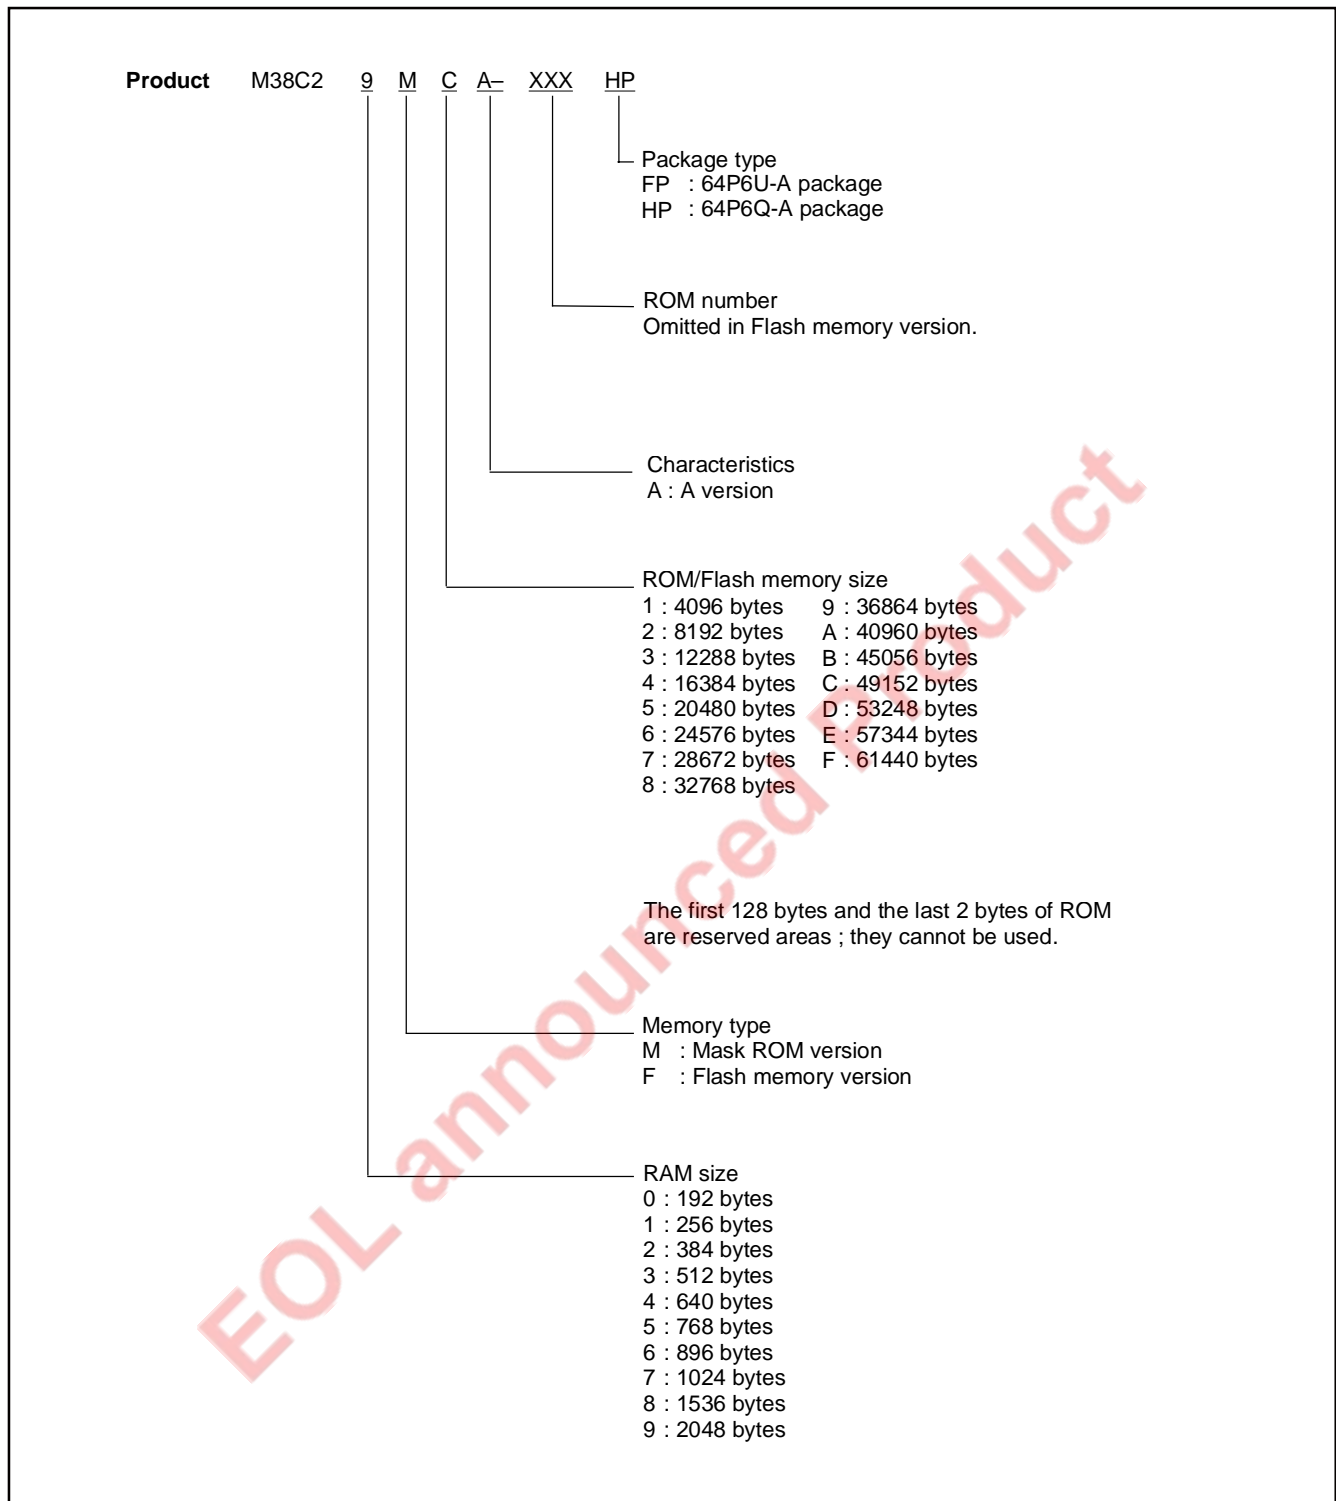 Product M38C2 9 M C A– XXX HP
Package type
FP : 64P6U-A package
HP : 64P6Q-A package
ROM number
Omitted in Flash memory version.
Characteristics
A : A version
ROM/Flash memory size
1 : 4096 bytes 9 : 36864 bytes
2 : 8192 bytes A : 40960 bytes
3 : 12288 bytes B : 45056 bytes
4 : 16384 bytes C : 49152 bytes
5 : 20480 bytes D : 53248 bytes
6 : 24576 bytes E : 57344 bytes
7 : 28672 bytes F : 61440 bytes
8 : 32768 bytes
The first 128 bytes and the last 2 bytes of ROM
are reserved areas ; they cannot be used.
Memory type
M : Mask ROM version
F : Flash memory version
RAM size
0 : 192 bytes
1 : 256 bytes
2 : 384 bytes
3 : 512 bytes
4 : 640 bytes
5 : 768 bytes
6 : 896 bytes
7 : 1024 bytes
8 : 1536 bytes
9 : 2048 bytes
EOL announced Product